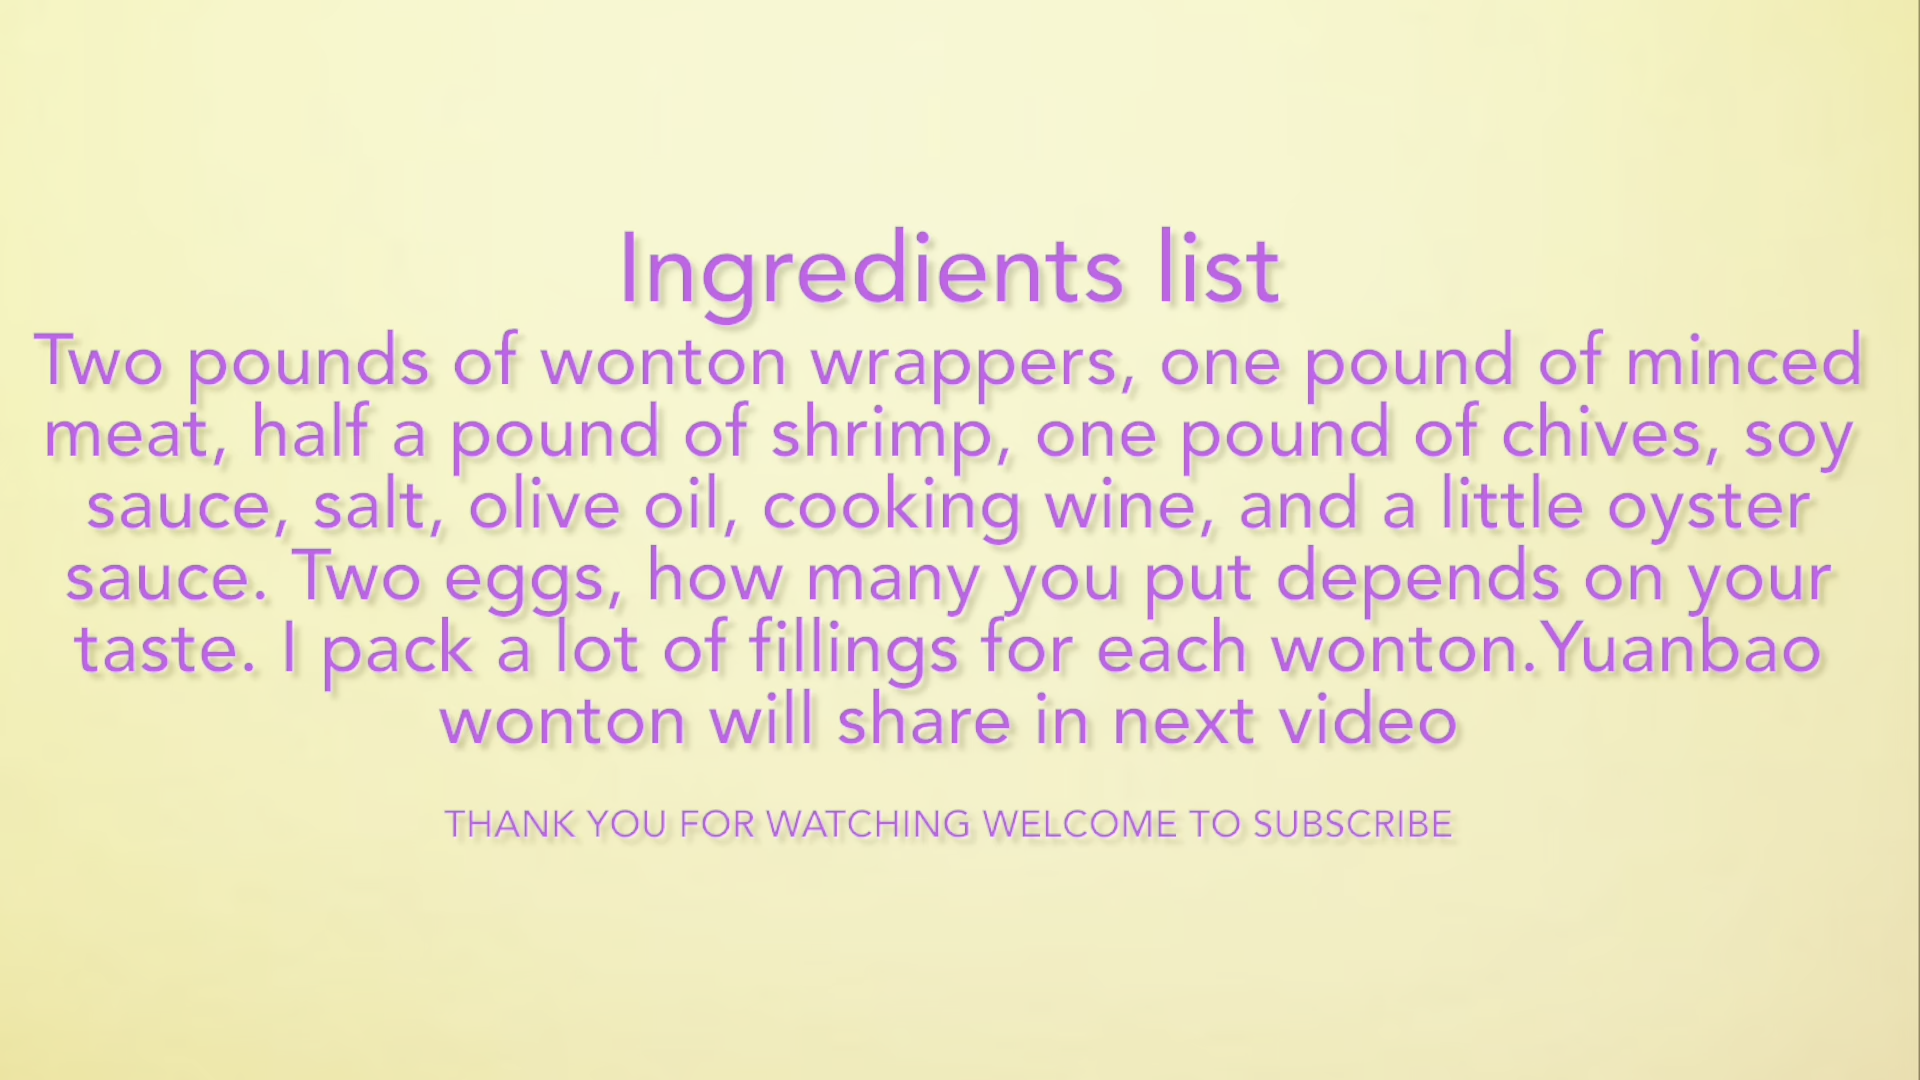 Ingredients list
Two pounds of wonton wrappers, one pound of minced
meat, half a pound of shrimp, one pound of chives, soy
sauce, salt, olive oil, cooking wine, and a little oyster
sauce. Two eggs, how many you put depends on your
taste. I pack a lot of fillings for each wonton.Yuanbao
wonton will share in next video
THANK YOU FOR WATCHING WELCOME TO SUBSCRIBE